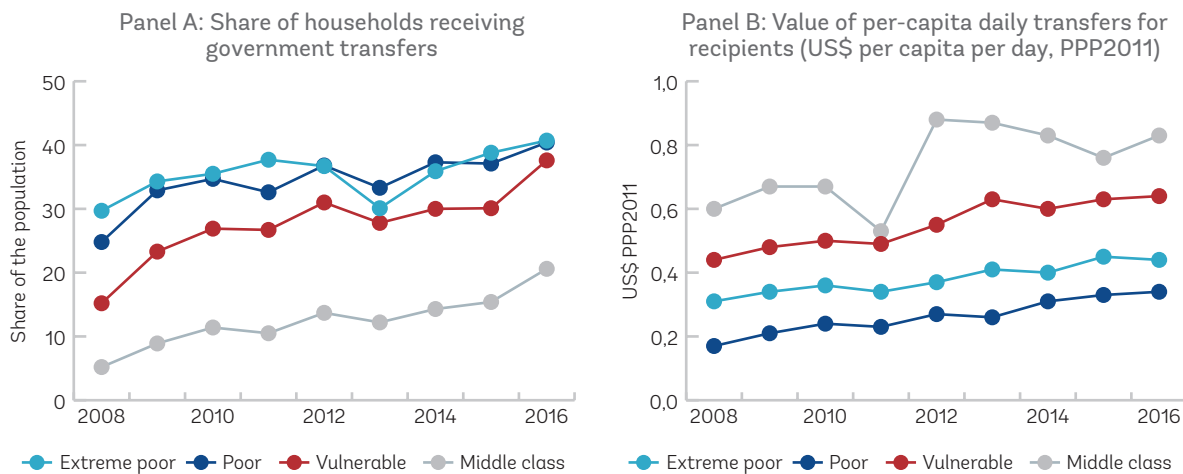 Panel A: Share of households receiving
government transfers
Share of the population
50
40
30
20
10
0
2008 2010 2012 2014 2016
Extreme poor Poor Vulnerable Middle class
Panel B: Value of per-capita daily transfers for
recipients (US$ per capita per day, PPP2011)
US$ PPP2011
1,0
0,8
0,6
0,4
0,2
0,0
2008 2010 2012 2014 2016
Extreme poor Poor Vulnerable Middle class